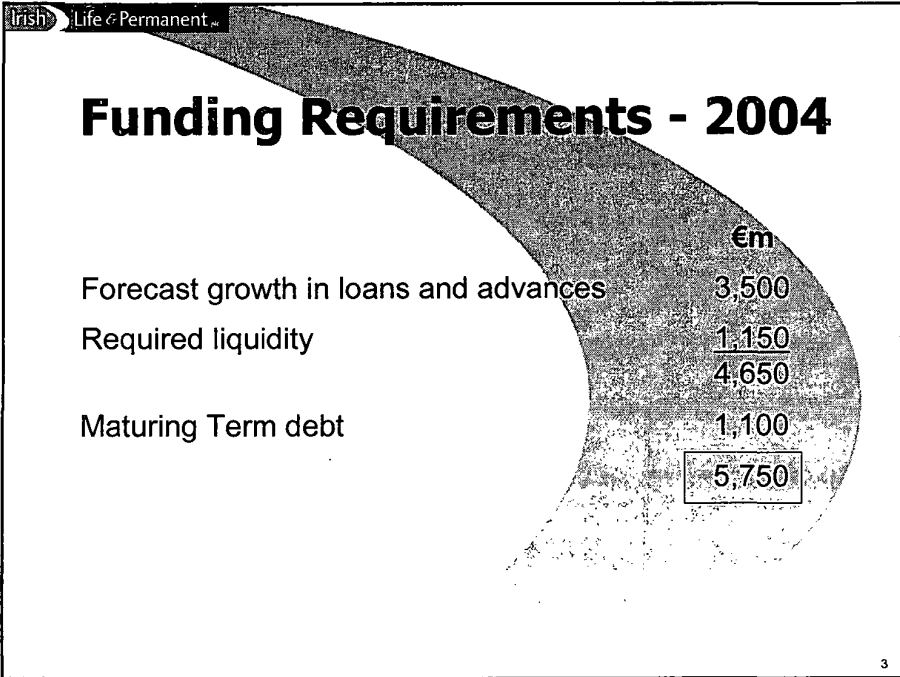 Irish Life & Permanent plc
Funding Requirements - 2004
€m
Forecast growth in loans and advances 3,500
Required liquidity 1,150
4,650
Maturing Term debt 1,100
5,750
3